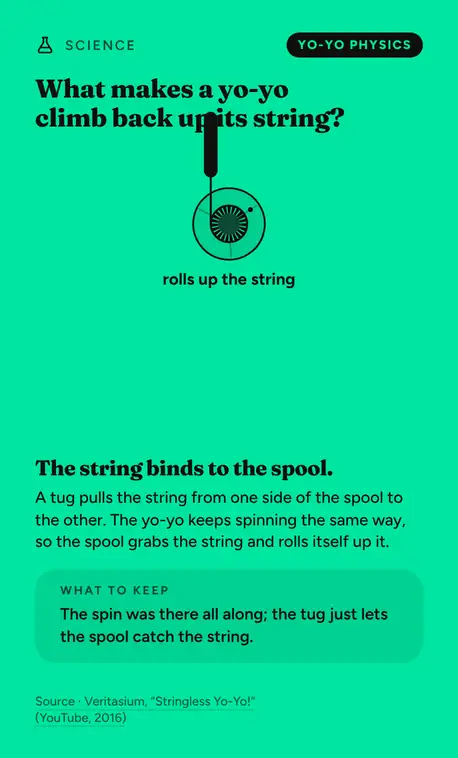 SCIENCE
YO-YO PHYSICS
What makes a yo-yo
climb back up its string?
rolls up the string
The string binds to the spool.
A tug pulls the string from one side of the spool to
the other. The yo-yo keeps spinning the same way,
so the spool grabs the string and rolls itself up it.
WHAT TO KEEP
The spin was there all along; the tug just lets
the spool catch the string.
Source · Veritasium, “Stringless Yo-Yo!”
(YouTube, 2016)